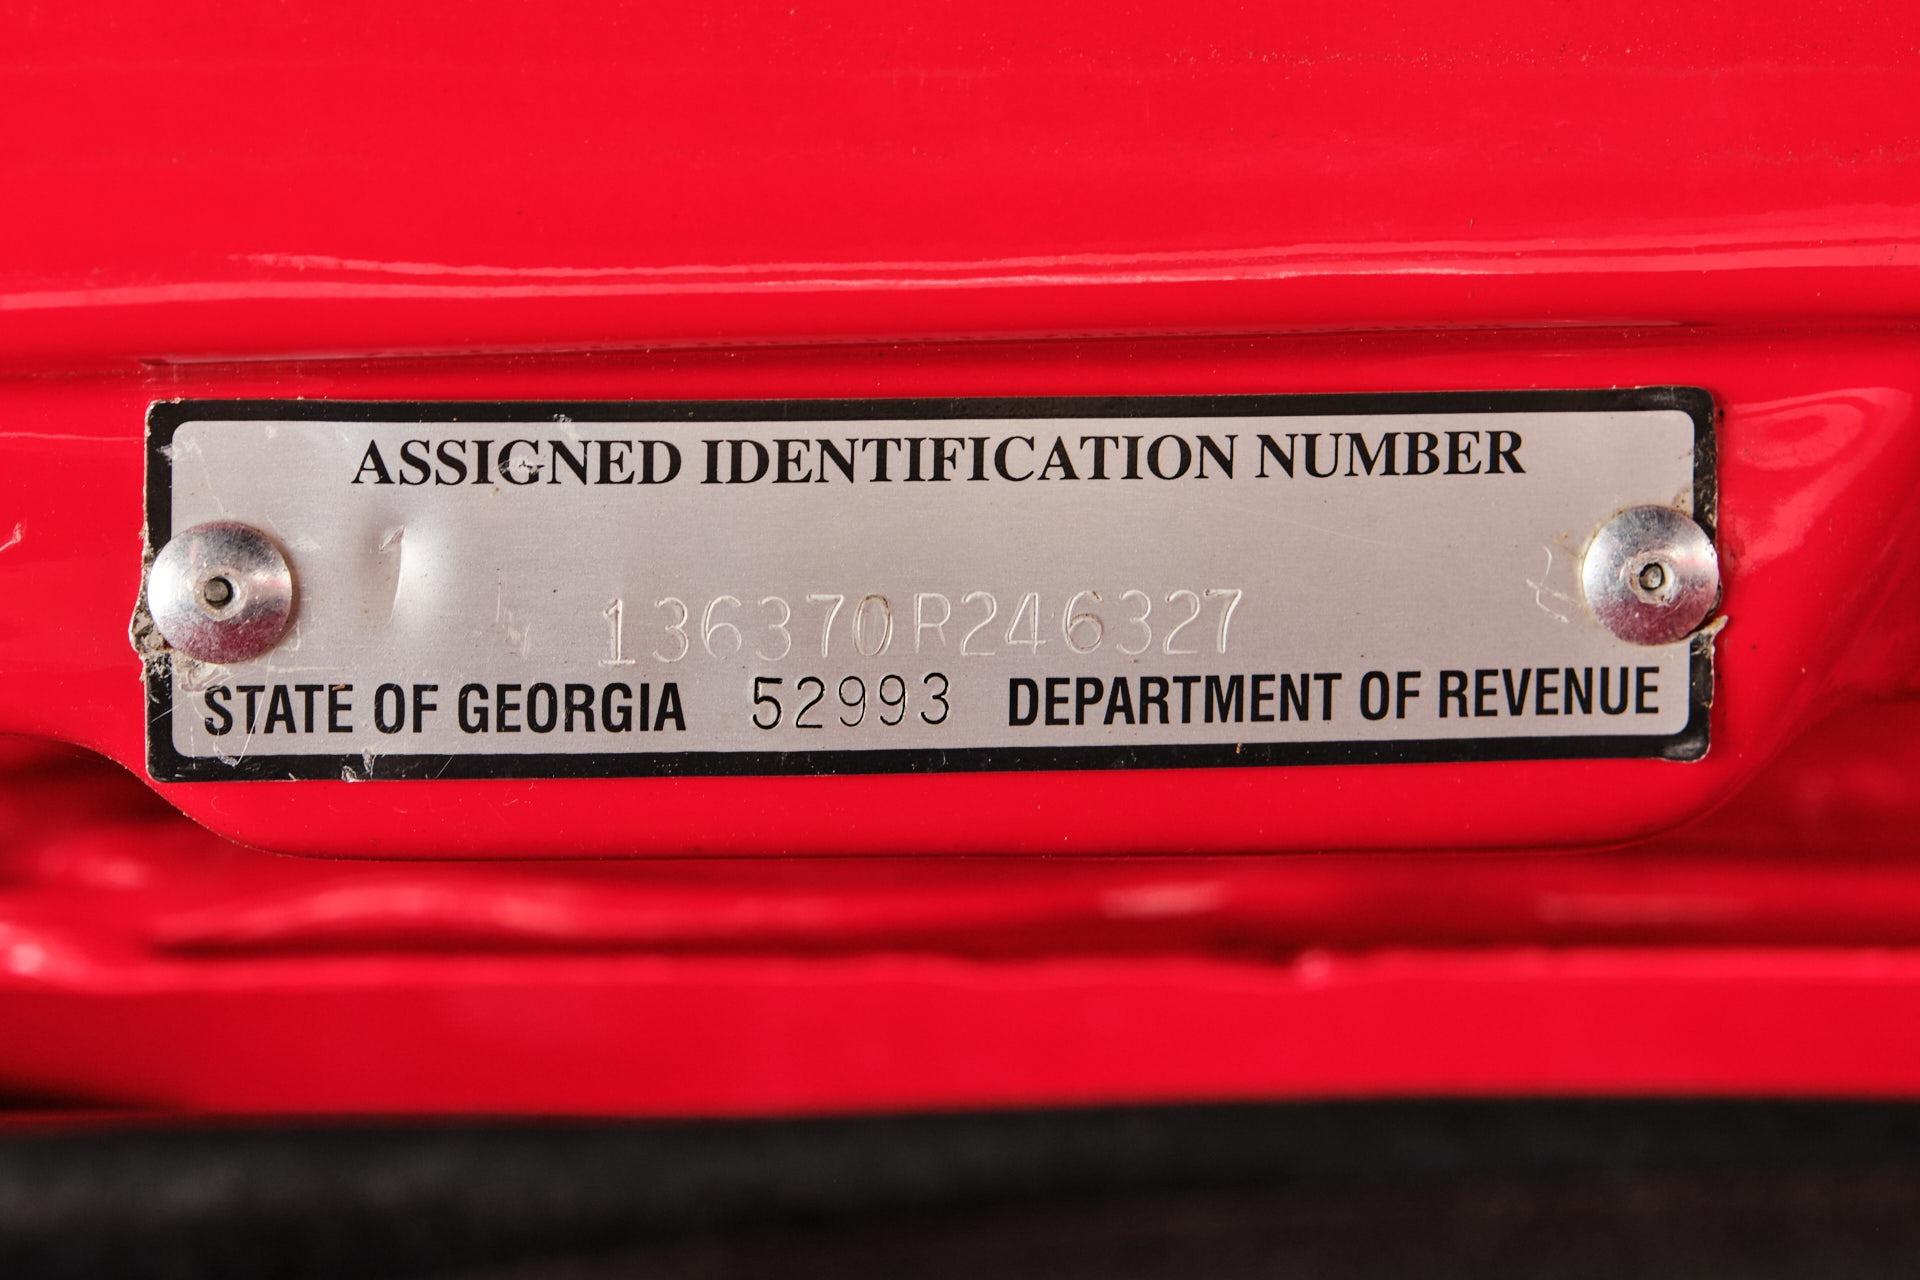 ASSIGNED IDENTIFICATION NUMBER
136370R246327
STATE OF GEORGIA 52993 DEPARTMENT OF REVENUE